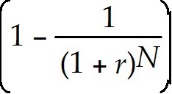 (1 - 1/(1 + r)^N)